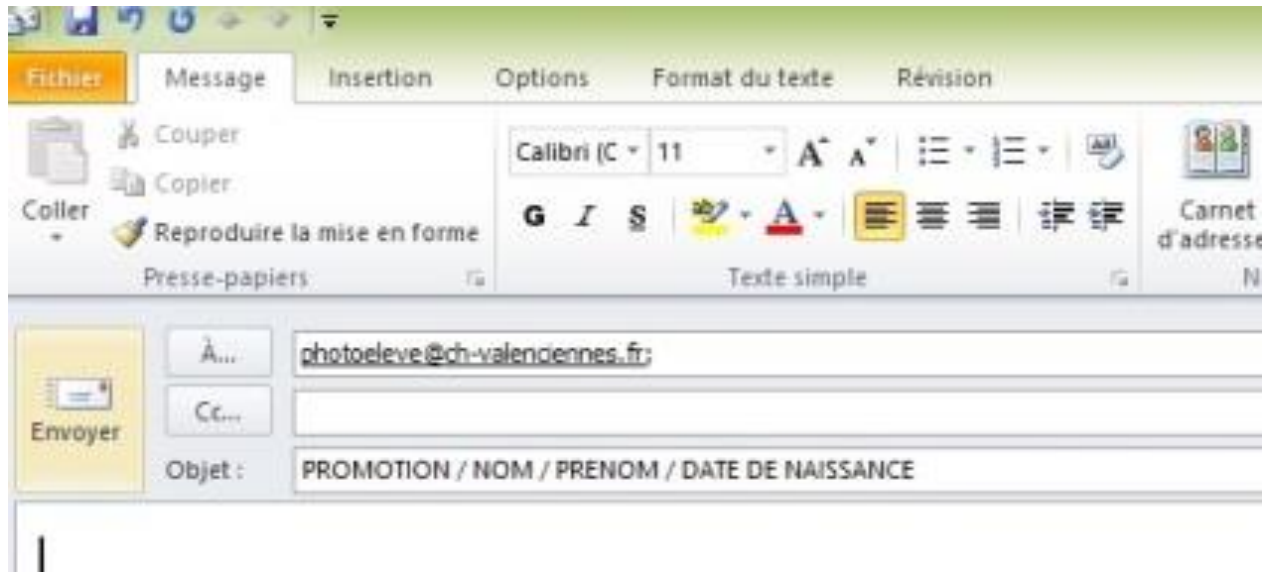 Fichier Message Insertion Options Format du texte Révision
Couper
Copier
Coller
Reproduire la mise en forme
Presse-papiers
Calibri (C 11
G I S
Texte simple
Carnet
d'adresse
N
À...
photoeleve@ch-valenciennes.fr;
Cc...
Envoyer
Objet :
PROMOTION / NOM / PRENOM / DATE DE NAISSANCE